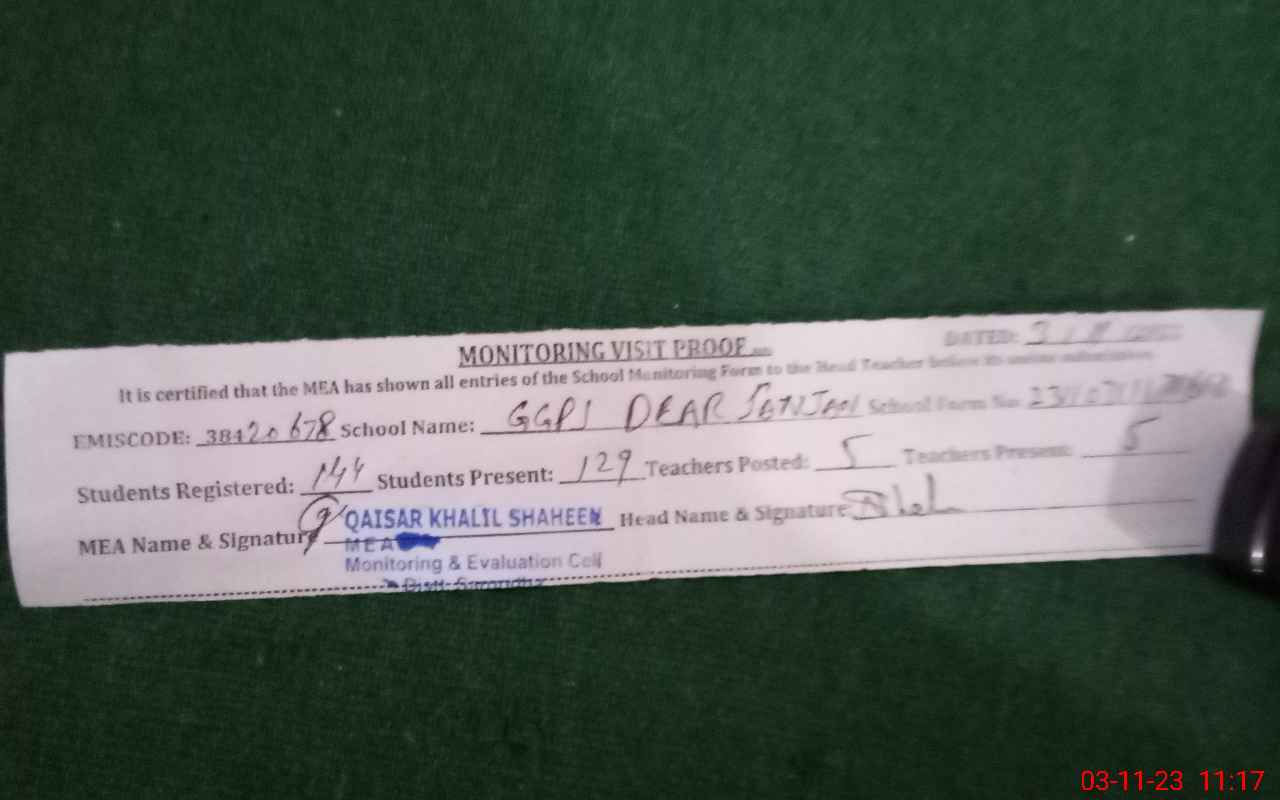 MONITORING VISIT PROOF
DATED: 3
It is certified that the MEA has shown all entries of the School Monitoring Form to the Head Teacher before its
EMISCODE: 38420678 School Name: GGPS DEAR School Form No:
Students Registered: 144 Students Present: 129 Teachers Posted: 5 Teachers Present: 5
MEA Name & Signature QAISAR KHALIL SHAHEEN Head Name & Signature
MEA
Monitoring & Evaluation Cell
03-11-23 11:17